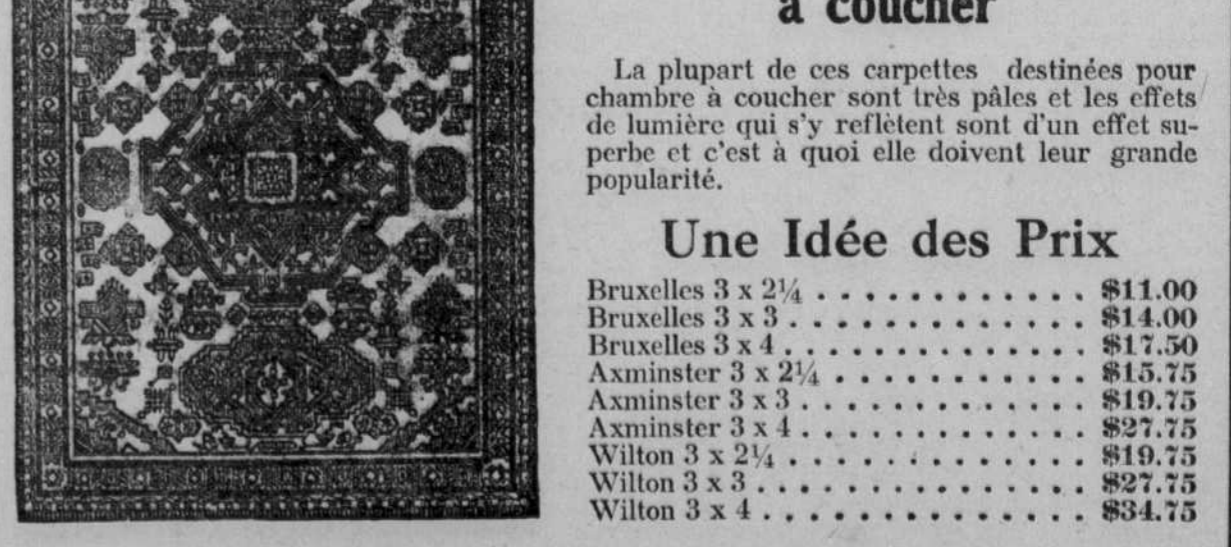 à coucher
La plupart de ces carpettes destinées pour
chambre à coucher sont très pâles et les effets
de lumière qui s'y reflètent sont d'un effet su-
perbe et c'est à quoi elle doivent leur grande
popularité.
Une Idée des Prix
Bruxelles 3 x 2¼ . . . . . . . . . . . . $11.00
Bruxelles 3 x 3 . . . . . . . . . . . . . $14.00
Bruxelles 3 x 4 . . . . . . . . . . . . . $17.50
Axminster 3 x 2¼ . . . . . . . . . . . $15.75
Axminster 3 x 3 . . . . . . . . . . . . $19.75
Axminster 3 x 4 . . . . . . . . . . . . $27.75
Wilton 3 x 2¼ . . . . . . . . . . . . . $19.75
Wilton 3 x 3 . . . . . . . . . . . . . . $27.75
Wilton 3 x 4 . . . . . . . . . . . . . . $34.75